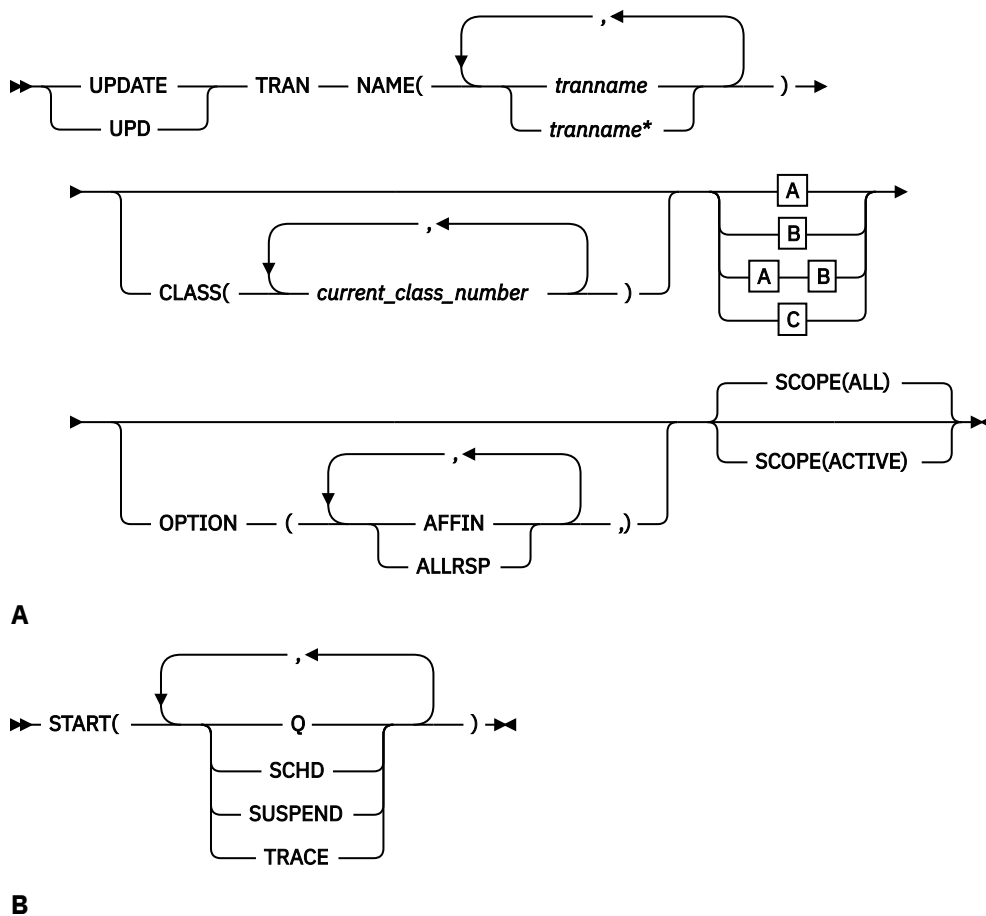 ,
UPDATE TRAN NAME( tranname )
UPD tranname*
A
, B
CLASS( current_class_number ) A B
C
SCOPE(ALL)
, SCOPE(ACTIVE)
OPTION ( AFFIN ,)
ALLRSP
A
,
START( Q )
SCHD
SUSPEND
TRACE
B